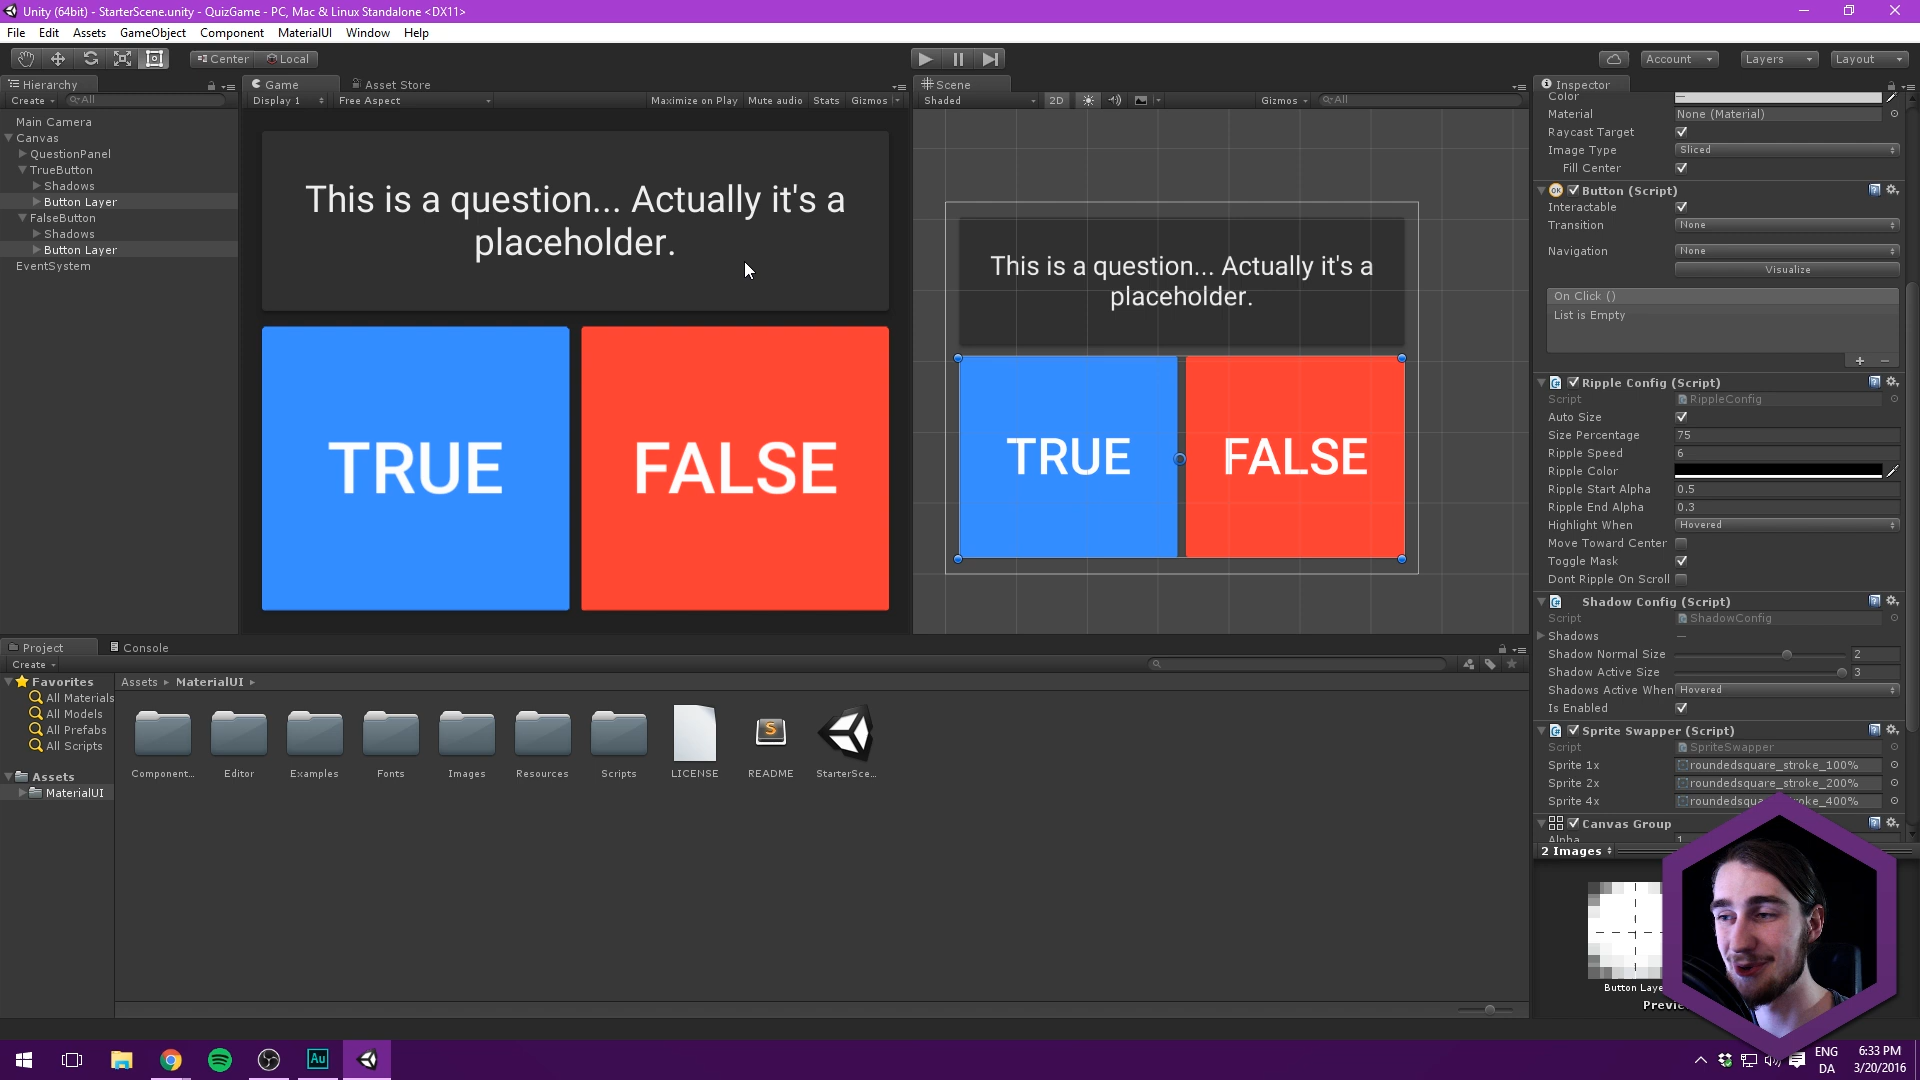 Unity (64bit) - StarterScene.unity - QuizGame - PC, Mac & Linux Standalone <DX11>
File Edit Assets GameObject Component MaterialUI Window Help
Center Local
Account Layers Layout
Hierarchy
Create All
Main Camera
Canvas
QuestionPanel
TrueButton
Shadows
Button Layer
FalseButton
Shadows
Button Layer
EventSystem
Game Asset Store
Display 1 Free Aspect Maximize on Play Mute audio Stats Gizmos
This is a question... Actually it's a
placeholder.
TRUE FALSE
Scene
Shaded 2D Gizmos All
This is a question... Actually it's a
placeholder.
TRUE FALSE
Inspector
Color
Material None (Material)
Raycast Target
Image Type Sliced
Fill Center
OK Button (Script)
Interactable
Transition None
Navigation None
Visualize
On Click ()
List is Empty
Ripple Config (Script)
Script RippleConfig
Auto Size
Size Percentage 75
Ripple Speed 6
Ripple Color
Ripple Start Alpha 0.5
Ripple End Alpha 0.3
Highlight When Hovered
Move Toward Center
Toggle Mask
Dont Ripple On Scroll
Shadow Config (Script)
Script ShadowConfig
Shadows
Shadow Normal Size 2
Shadow Active Size 3
Shadows Active When Hovered
Is Enabled
Sprite Swapper (Script)
Script SpriteSwapper
Sprite 1x roundedsquare_stroke_100%
Sprite 2x roundedsquare_stroke_200%
Sprite 4x
Canvas Group
Alpha 1
2 Images
Button Laye
Previe
Project Console
Create
Favorites
All Materials
All Models
All Prefabs
All Scripts
Assets
MaterialUI
Assets MaterialUI
Component... Editor Examples Fonts Images Resources Scripts LICENSE README StarterSce...
Au
ENG
DA
6:33 PM
3/20/2016